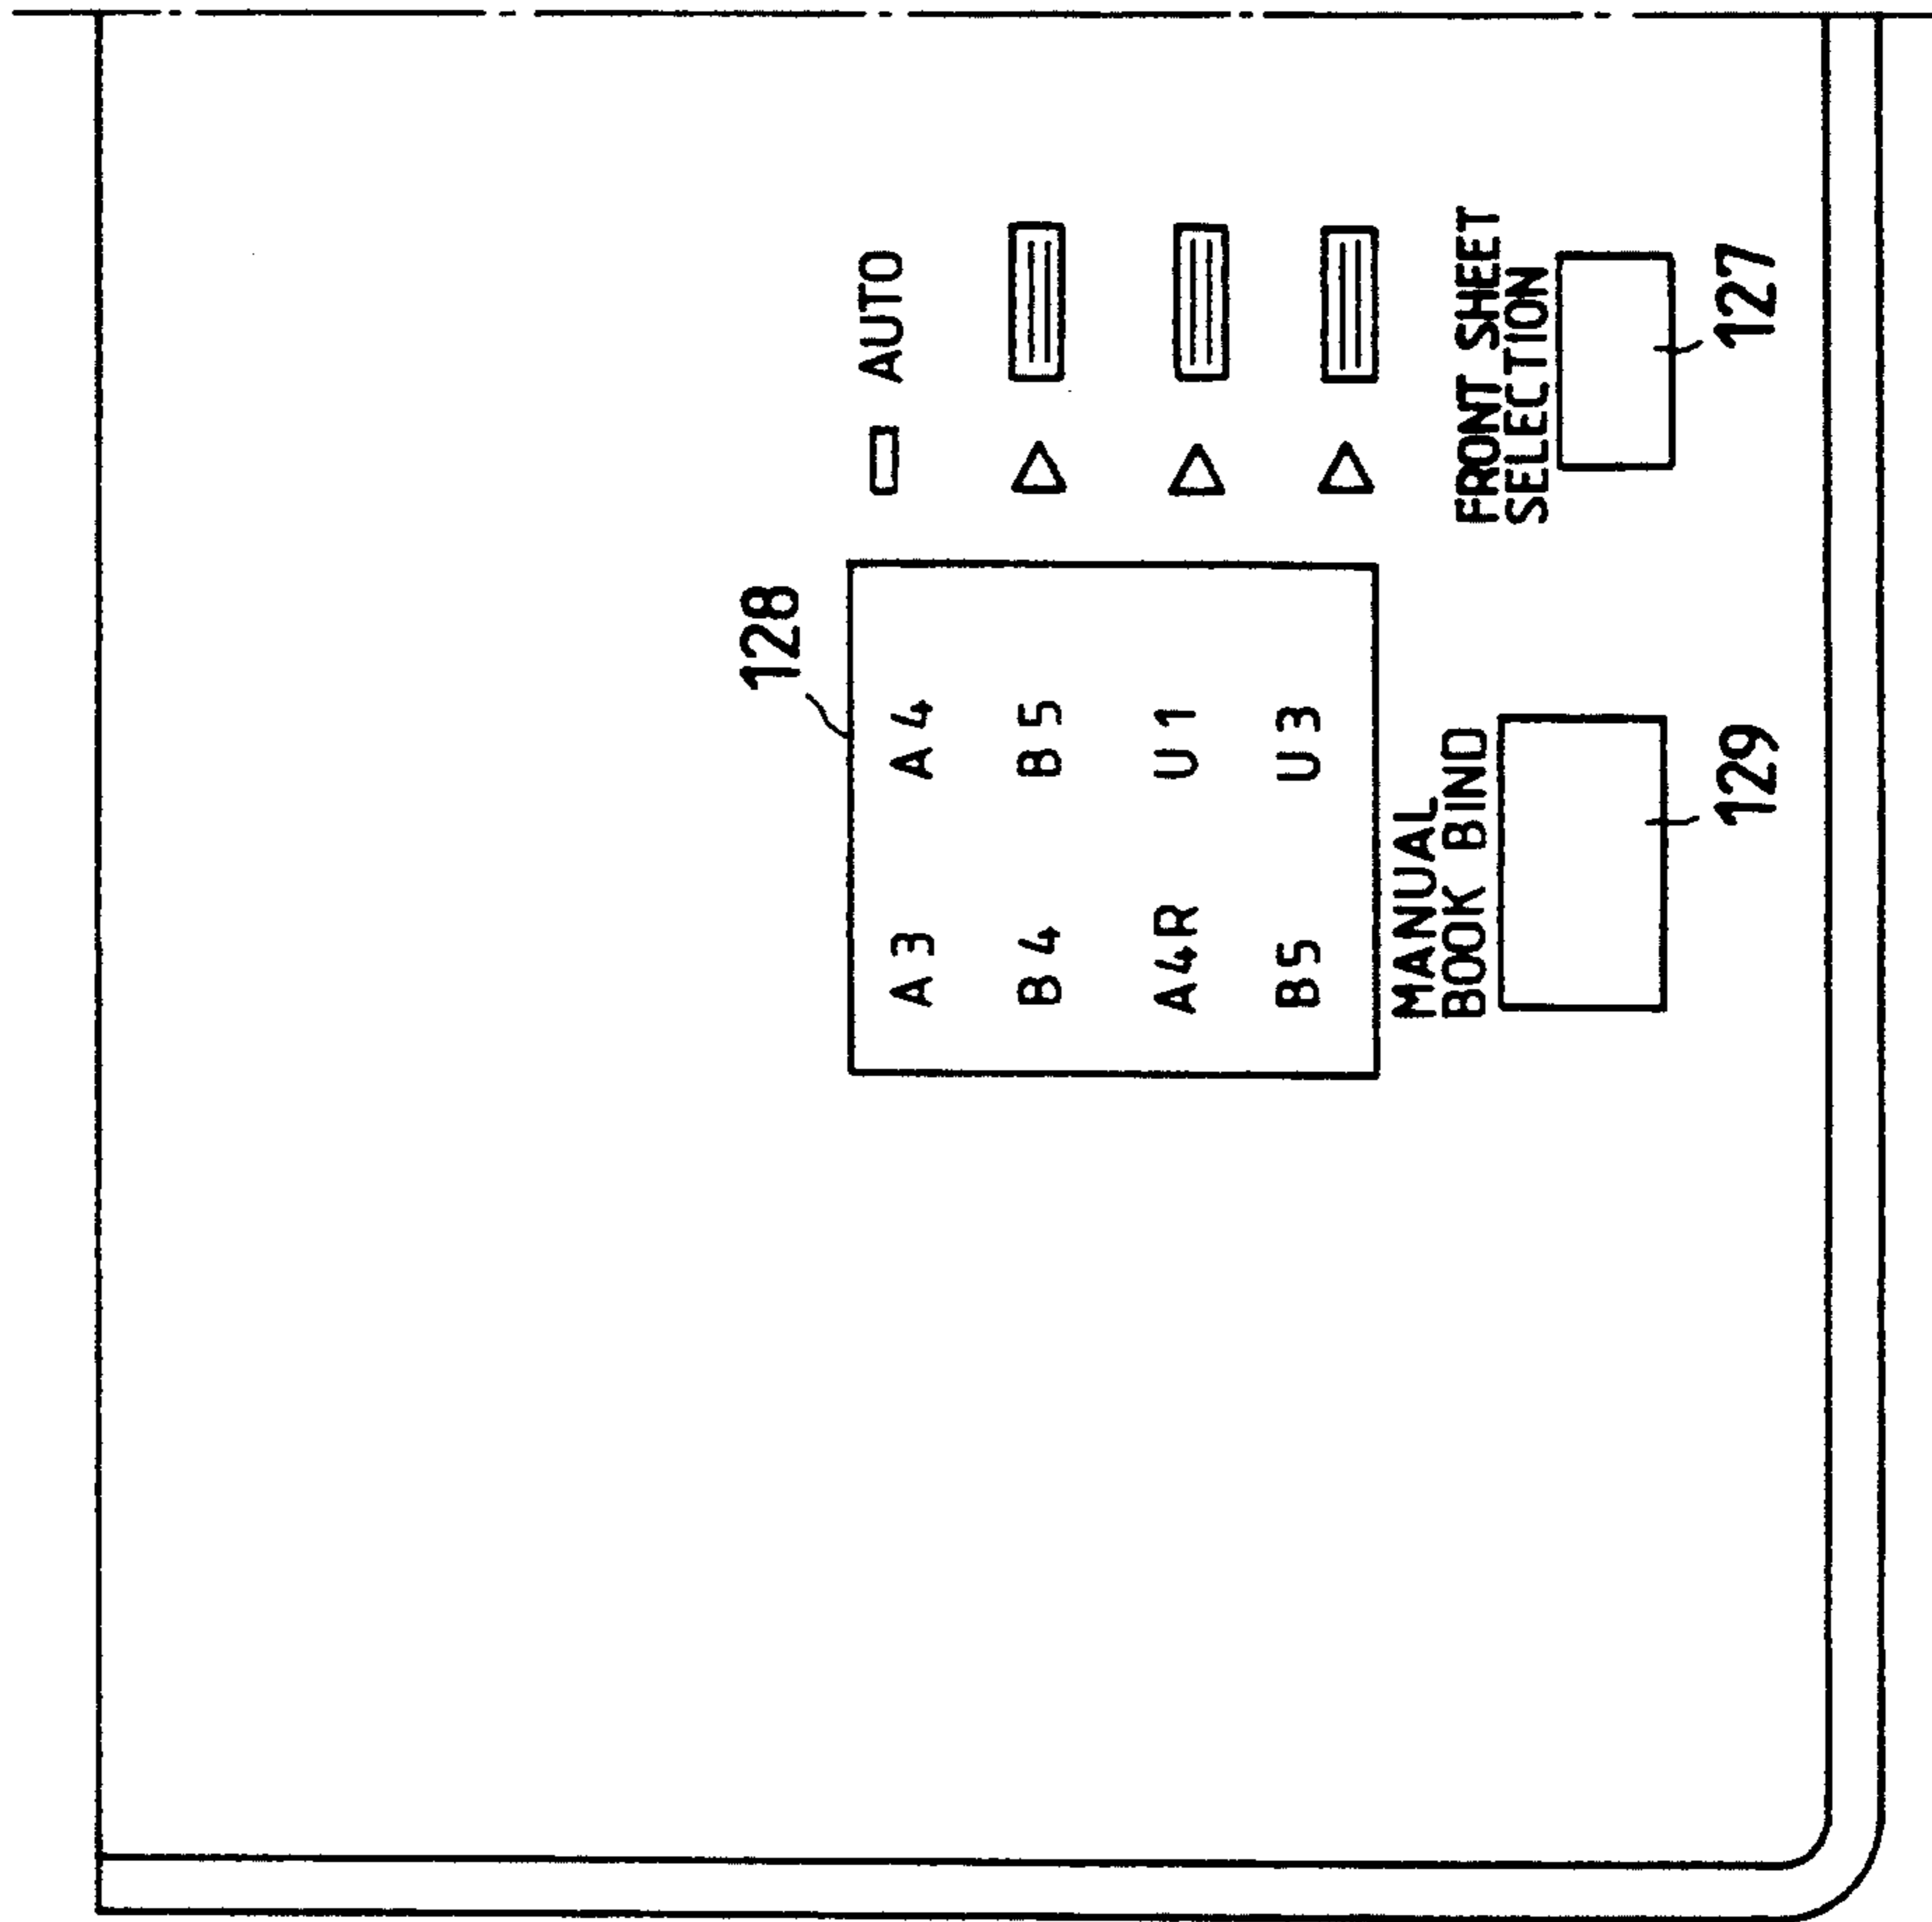 128
A3 A4
B4 B5
A4R U1
B5 U3
AUTO
MANUAL
BOOK BIND
129
FRONT SHEET
SELECTION
127